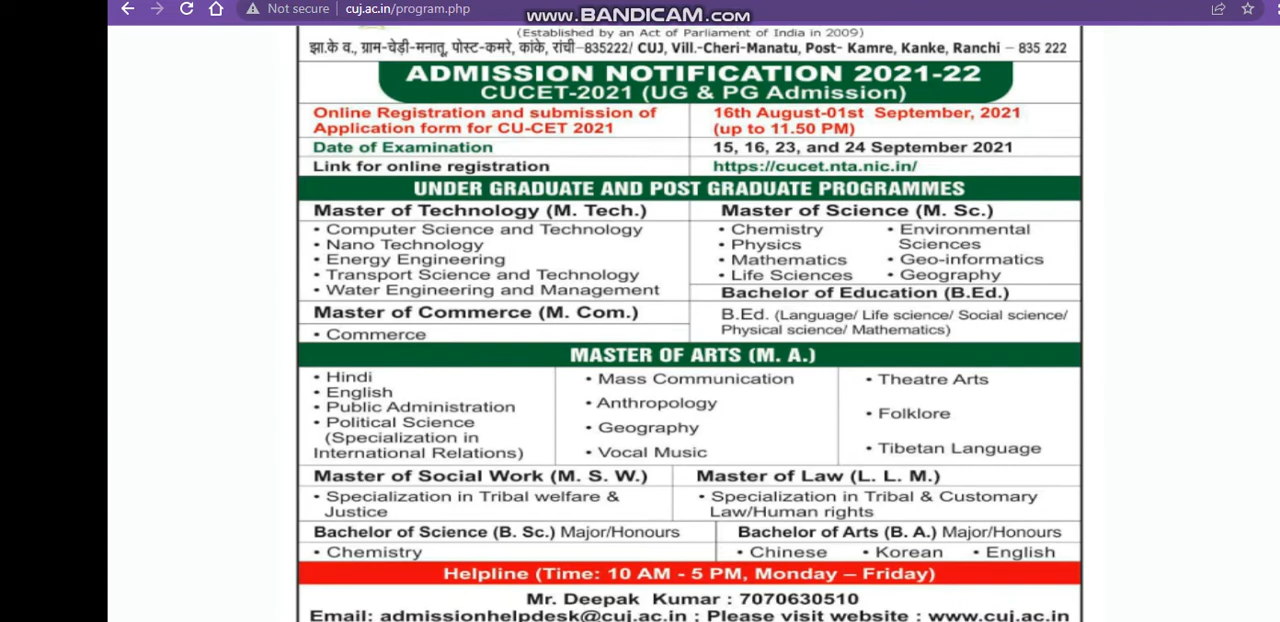 Not secure | cuj.ac.in/program.php
www.BANDICAM.com
(Established by an Act of Parliament of India in 2009)
झा.के व., ग्राम-चेड़ी-मनातू, पोस्ट-कमरे, कांके, रांची–835222/ CUJ, Vill.-Cheri-Manatu, Post- Kamre, Kanke, Ranchi – 835 222
ADMISSION NOTIFICATION 2021-22
CUCET-2021 (UG & PG Admission)
Online Registration and submission of Application form for CU-CET 2021
16th August-01st September, 2021 (up to 11.50 PM)
Date of Examination
15, 16, 23, and 24 September 2021
Link for online registration
https://cucet.nta.nic.in/
UNDER GRADUATE AND POST GRADUATE PROGRAMMES
Master of Technology (M. Tech.)
• Computer Science and Technology
• Nano Technology
• Energy Engineering
• Transport Science and Technology
• Water Engineering and Management
Master of Commerce (M. Com.)
• Commerce
Master of Science (M. Sc.)
• Chemistry
• Physics
• Mathematics
• Life Sciences
• Environmental
Sciences
• Geo-informatics
• Geography
Bachelor of Education (B.Ed.)
B.Ed. (Language/ Life science/ Social science/
Physical science/ Mathematics)
MASTER OF ARTS (M. A.)
• Hindi
• English
• Public Administration
• Political Science
(Specialization in
International Relations)
• Mass Communication
• Anthropology
• Geography
• Vocal Music
• Theatre Arts
• Folklore
• Tibetan Language
Master of Social Work (M. S. W.)
• Specialization in Tribal welfare &
Justice
Master of Law (L. L. M.)
• Specialization in Tribal & Customary
Law/Human rights
Bachelor of Science (B. Sc.) Major/Honours
• Chemistry
Bachelor of Arts (B. A.) Major/Honours
• Chinese • Korean • English
Helpline (Time: 10 AM - 5 PM, Monday – Friday)
Mr. Deepak Kumar : 7070630510
Email: admissionhelpdesk@cuj.ac.in ; Please visit website : www.cuj.ac.in